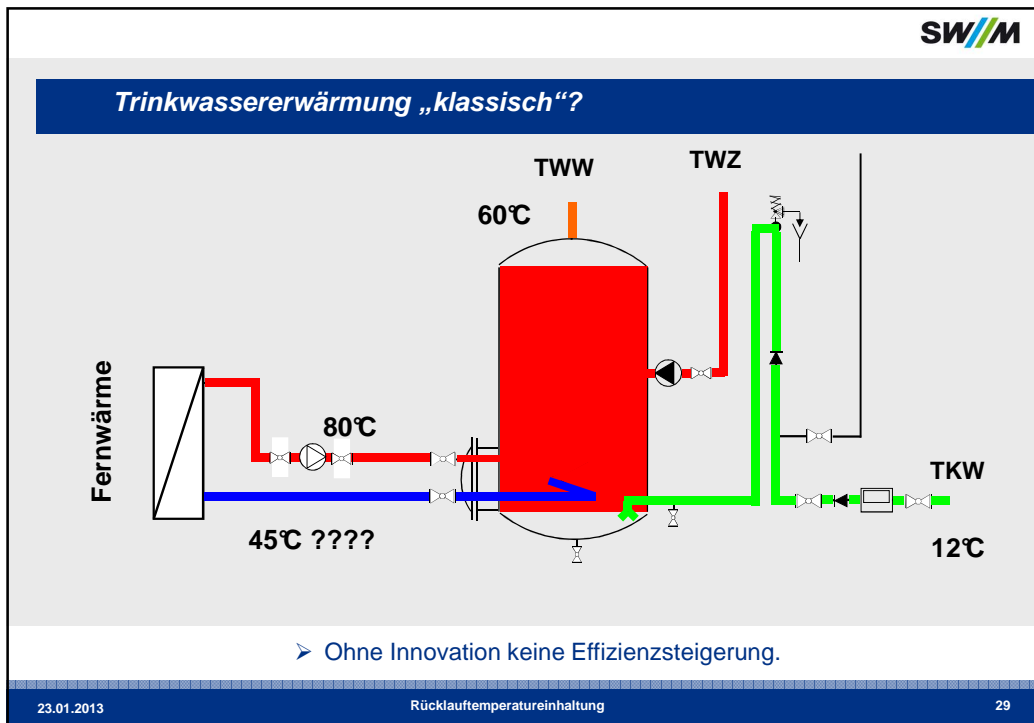 SW//M
Trinkwassererwärmung „klassisch“?
TWW
TWZ
60°C
Fernwärme
80°C
TKW
45°C ????
12°C
➢ Ohne Innovation keine Effizienzsteigerung.
23.01.2013
Rücklauftemperatureinhaltung
29